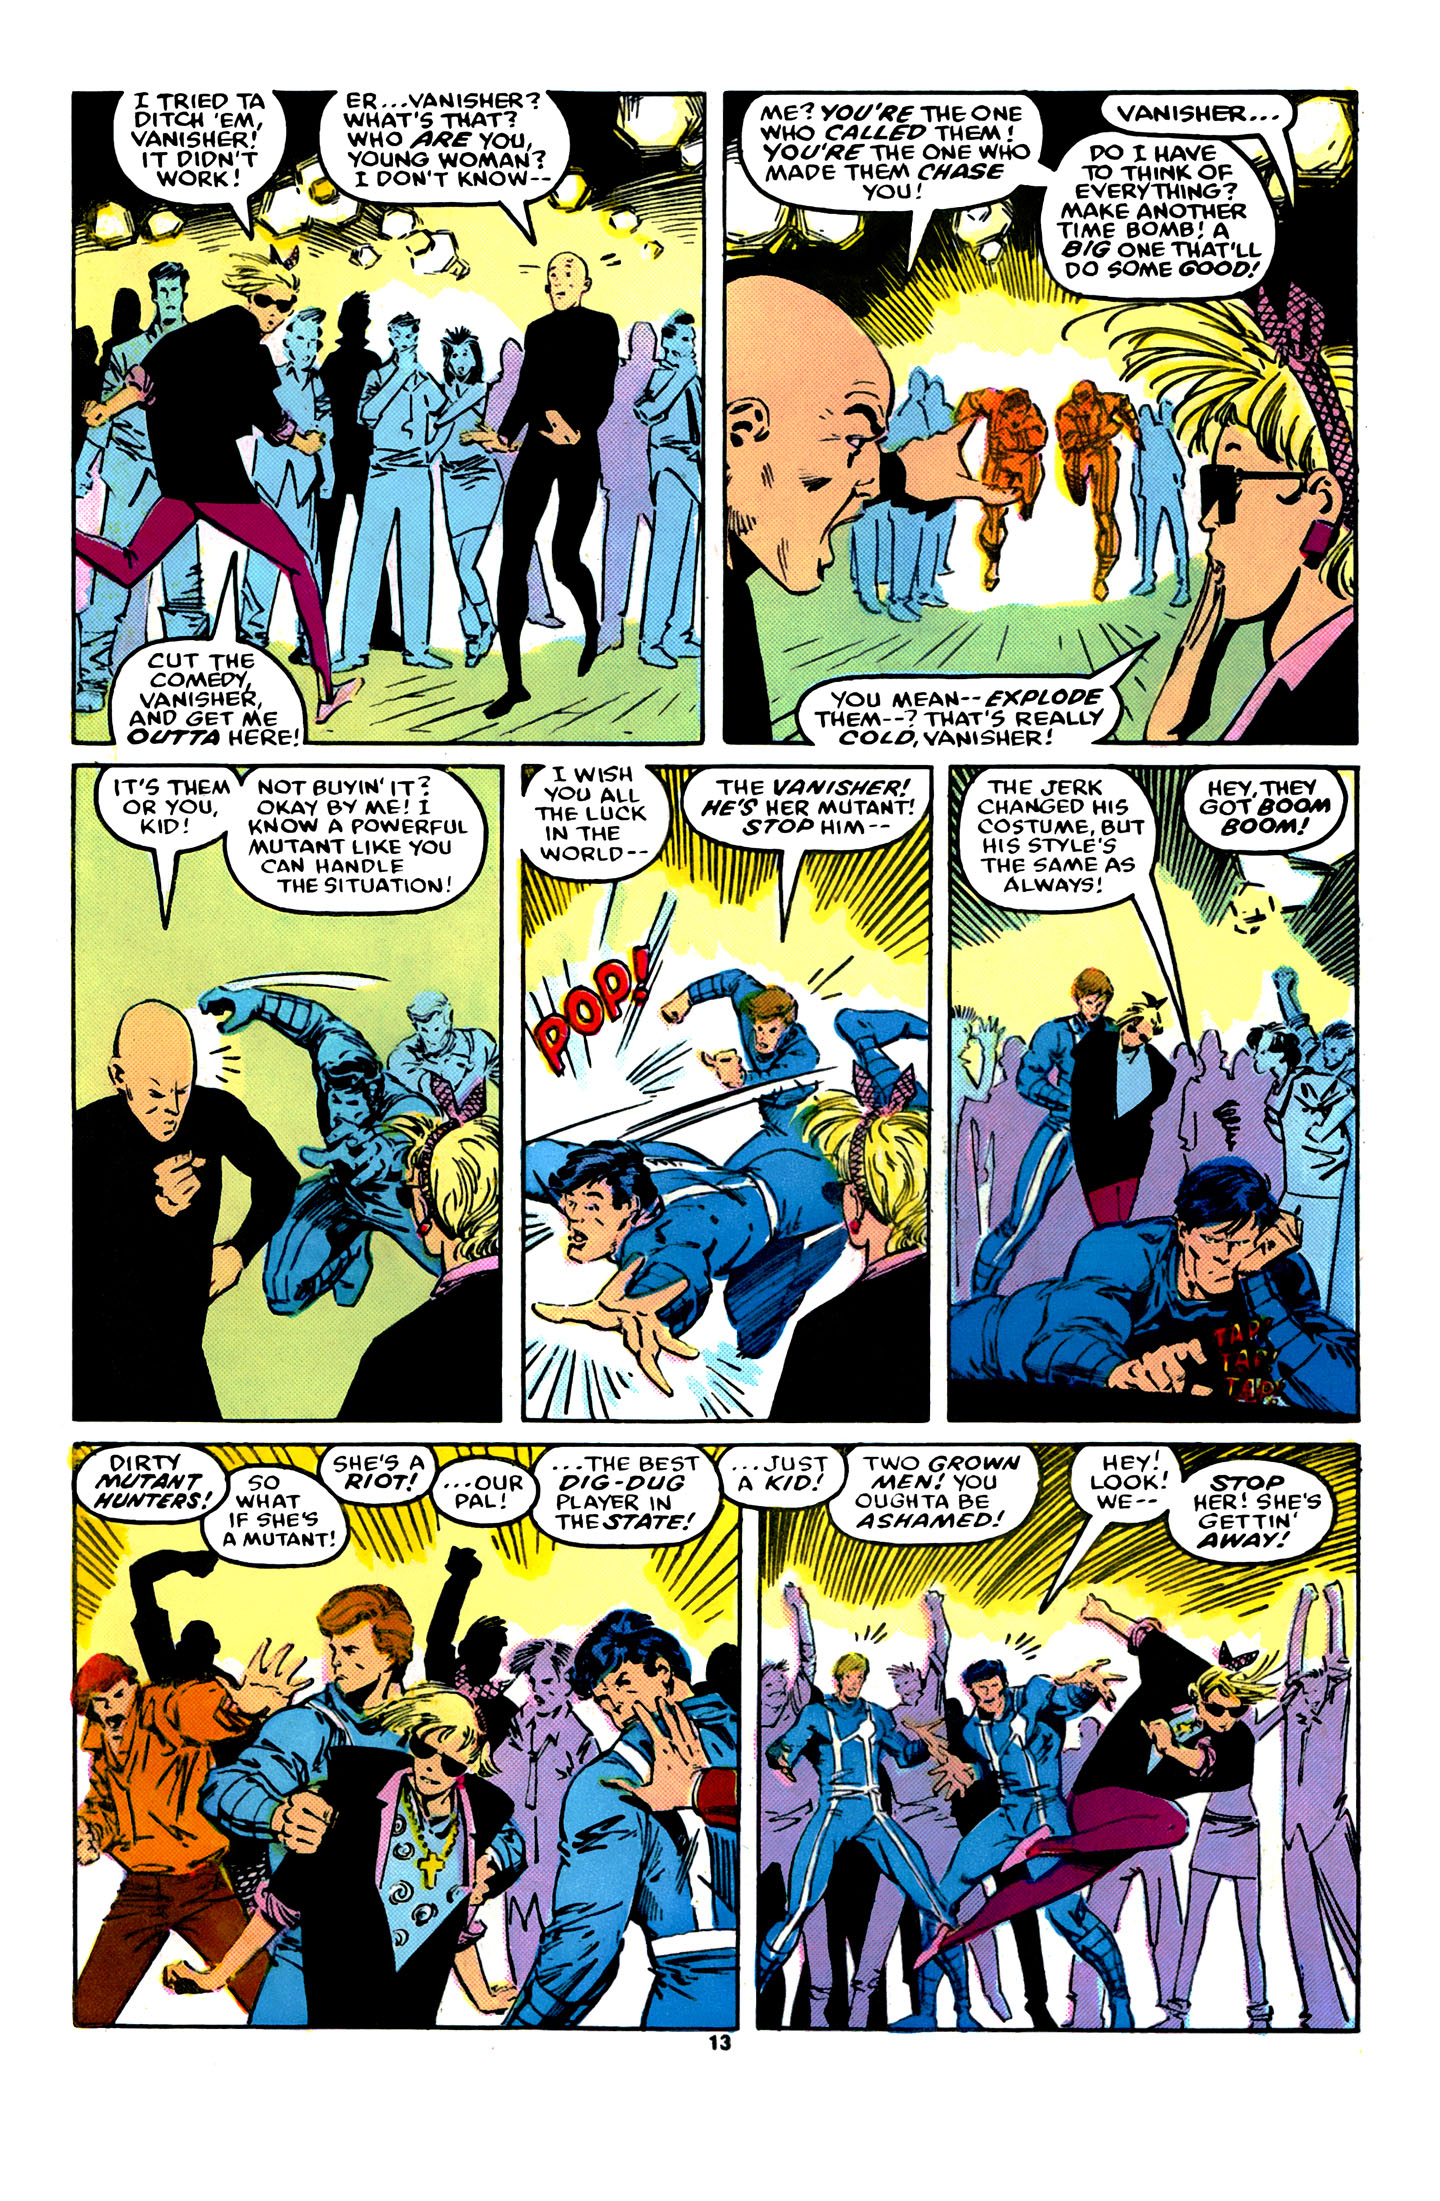 I TRIED TA
DITCH 'EM,
VANISHER!
IT DIDN'T
WORK!
ER...VANISHER?
WHAT'S THAT?
WHO ARE YOU,
YOUNG WOMAN?
I DON'T KNOW--
CUT THE
COMEDY,
VANISHER,
AND GET ME
OUTTA HERE!
ME? YOU'RE THE ONE
WHO CALLED THEM!
YOU'RE THE ONE WHO
MADE THEM CHASE
YOU!
VANISHER...
DO I HAVE
TO THINK OF
EVERYTHING?
MAKE ANOTHER
TIME BOMB! A
BIG ONE THAT'LL
DO SOME GOOD!
YOU MEAN--EXPLODE
THEM--? THAT'S REALLY
COLD, VANISHER!
IT'S THEM
OR YOU,
KID!
NOT BUYIN' IT?
OKAY BY ME! I
KNOW A POWERFUL
MUTANT LIKE YOU
CAN HANDLE
THE SITUATION!
I WISH
YOU ALL
THE LUCK
IN THE
WORLD--
THE VANISHER!
HE'S HER MUTANT!
STOP HIM--
POP!
THE JERK
CHANGED HIS
COSTUME, BUT
HIS STYLE'S
THE SAME AS
ALWAYS!
HEY, THEY
GOT BOOM
BOOM!
TAP!
TAP!
TAP!
DIRTY
MUTANT
HUNTERS!
SO
WHAT
IF SHE'S
A MUTANT!
SHE'S A
RIOT!
...OUR
PAL!
...THE BEST
DIG-DUG
PLAYER IN
THE STATE!
...JUST
A KID!
TWO GROWN
MEN! YOU
OUGHTA BE
ASHAMED!
HEY!
LOOK!
WE--
STOP
HER! SHE'S
GETTIN'
AWAY!
13